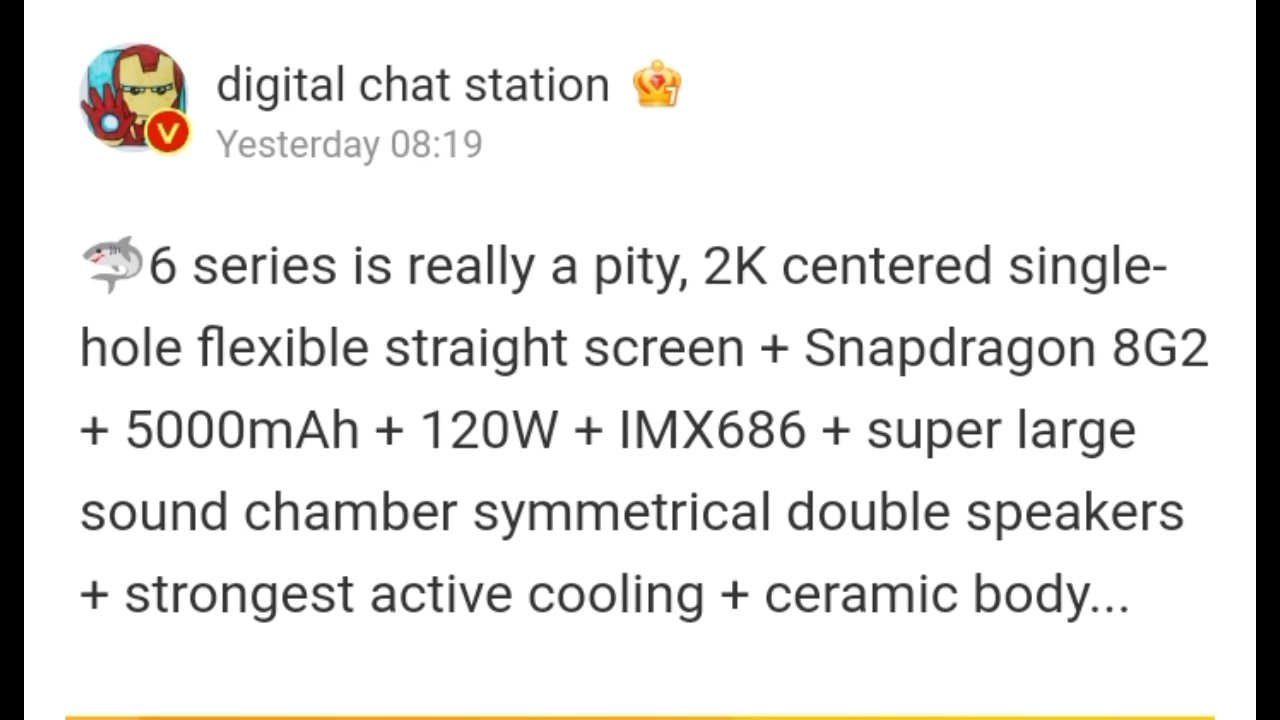 digital chat station
Yesterday 08:19
🦈6 series is really a pity, 2K centered single-
hole flexible straight screen + Snapdragon 8G2
+ 5000mAh + 120W + IMX686 + super large
sound chamber symmetrical double speakers
+ strongest active cooling + ceramic body...